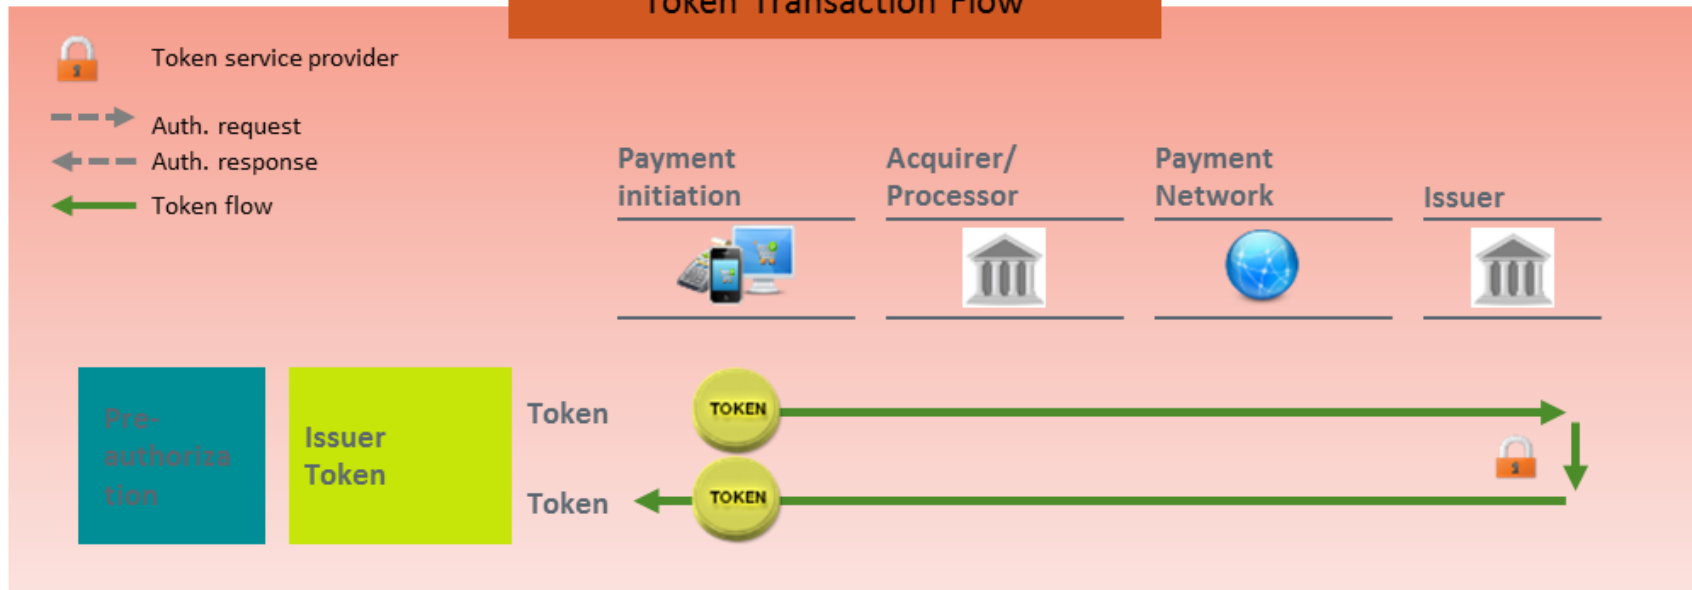 Token Transaction Flow
Token service provider
Auth. request
Auth. response
Token flow
Payment
initiation
Acquirer/
Processor
Payment
Network
Issuer
Pre-
authoriza
tion
Issuer
Token
Token
TOKEN
Token
TOKEN